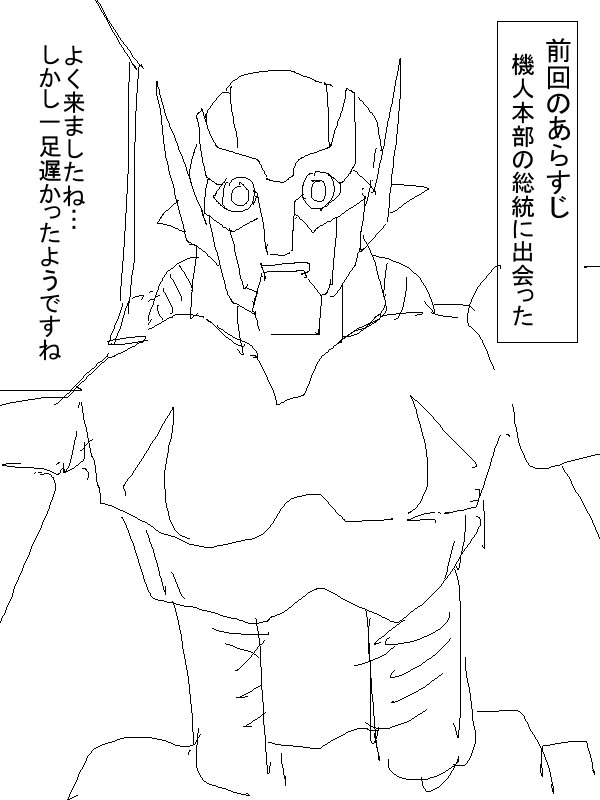 前回のあらすじ
機人本部の総統に出会った
よく来ましたね…
しかし一足遅かったようですね